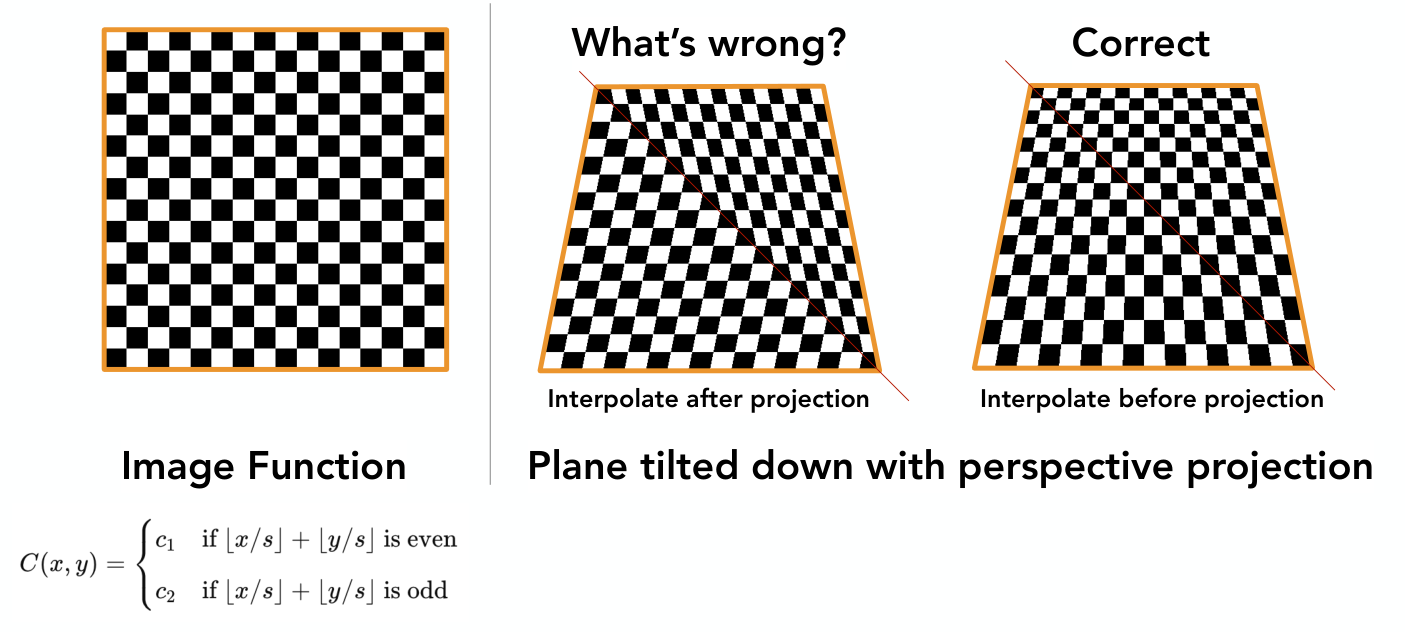 What's wrong?
Correct
Interpolate after projection
Interpolate before projection
Image Function
Plane tilted down with perspective projection
C(x, y) = { c₁ if ⌊x/s⌋ + ⌊y/s⌋ is even
c₂ if ⌊x/s⌋ + ⌊y/s⌋ is odd